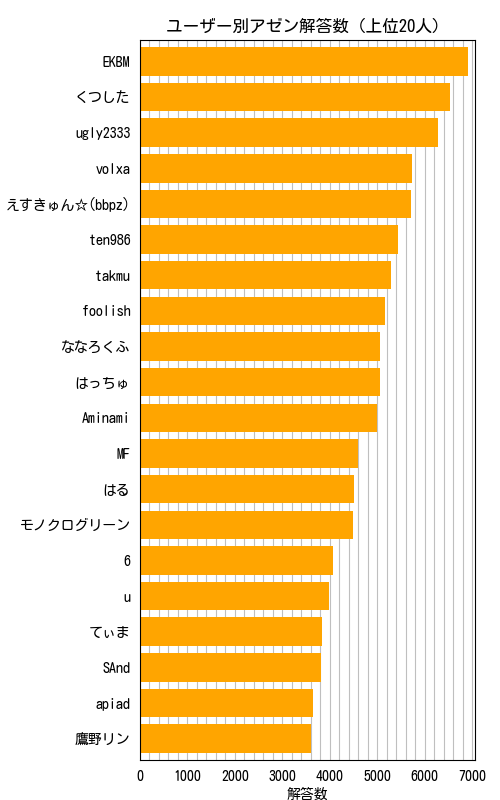 ユーザー別アゼン解答数 (上位20人)
EKBM
くつした
ugly2333
volxa
えすきゅん☆(bbpz)
ten986
takmu
foolish
ななろくふ
はっちゅ
Aminami
MF
はる
モノクログリーン
6
u
てぃま
SAnd
apiad
鷹野リン
0 1000 2000 3000 4000 5000 6000 7000
解答数